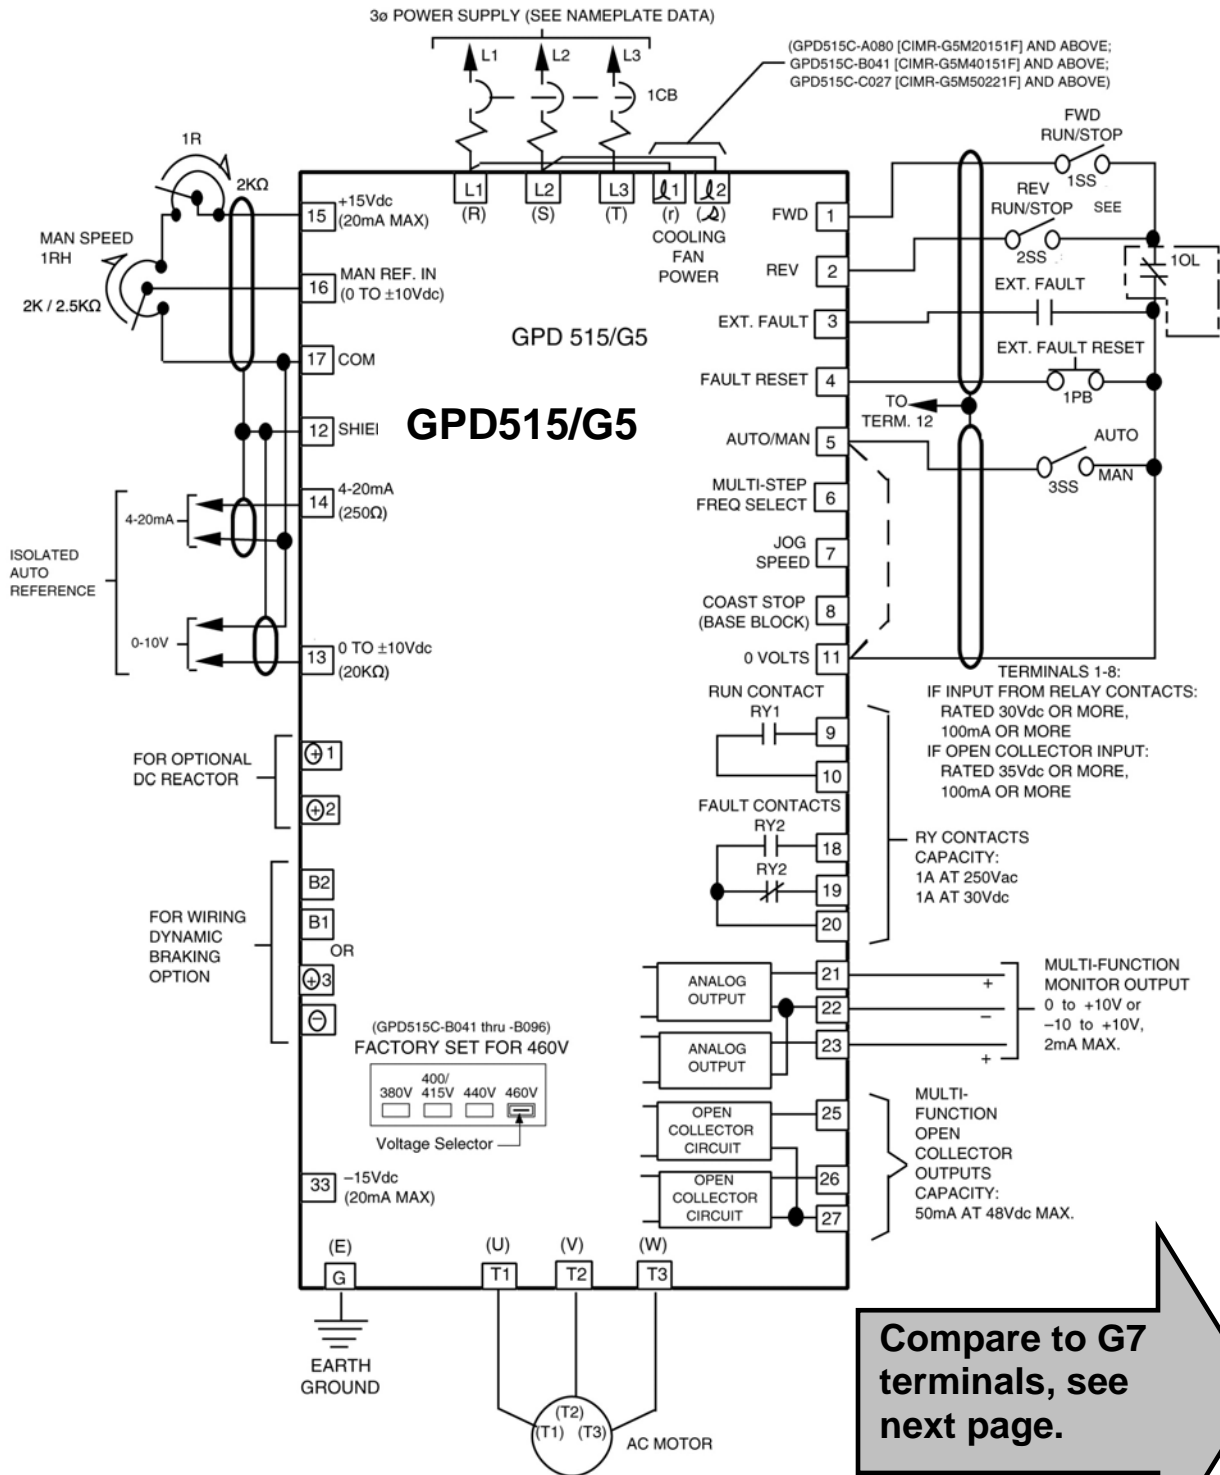 3ø POWER SUPPLY (SEE NAMEPLATE DATA)
L1
L2
L3
1CB
(GPD515C-A080 [CIMR-G5M20151F] AND ABOVE;
GPD515C-B041 [CIMR-G5M40151F] AND ABOVE;
GPD515C-C027 [CIMR-G5M50221F] AND ABOVE)
1R
2KΩ
MAN SPEED
1RH
2K / 2.5KΩ
L1
L2
L3
ℓ1
ℓ2
(R)
(S)
(T)
(r)
(s)
COOLING
FAN
POWER
15
+15Vdc
(20mA MAX)
16
MAN REF. IN
(0 TO ±10Vdc)
17
COM
12
SHIEl
14
4-20mA
(250Ω)
13
0 TO ±10Vdc
(20KΩ)
4-20mA
0-10V
ISOLATED
AUTO
REFERENCE
GPD 515/G5
GPD515/G5
FWD
1
REV
2
EXT. FAULT
3
FAULT RESET
4
AUTO/MAN
5
MULTI-STEP
FREQ SELECT
6
JOG
SPEED
7
COAST STOP
(BASE BLOCK)
8
0 VOLTS
11
FWD
RUN/STOP
1SS
REV
RUN/STOP
SEE
2SS
1OL
EXT. FAULT
EXT. FAULT RESET
1PB
TO
TERM. 12
AUTO
MAN
3SS
TERMINALS 1-8:
IF INPUT FROM RELAY CONTACTS:
RATED 30Vdc OR MORE,
100mA OR MORE
IF OPEN COLLECTOR INPUT:
RATED 35Vdc OR MORE,
100mA OR MORE
FOR OPTIONAL
DC REACTOR
+1
+2
FOR WIRING
DYNAMIC
BRAKING
OPTION
B2
B1
OR
+3
−
RUN CONTACT
RY1
9
10
FAULT CONTACTS
RY2
18
RY2
19
20
RY CONTACTS
CAPACITY:
1A AT 250Vac
1A AT 30Vdc
ANALOG
OUTPUT
21
22
ANALOG
OUTPUT
23
+
−
+
MULTI-FUNCTION
MONITOR OUTPUT
0 to +10V or
–10 to +10V,
2mA MAX.
(GPD515C-B041 thru -B096)
FACTORY SET FOR 460V
380V
400/
415V
440V
460V
Voltage Selector
OPEN
COLLECTOR
CIRCUIT
25
OPEN
COLLECTOR
CIRCUIT
26
27
MULTI-
FUNCTION
OPEN
COLLECTOR
OUTPUTS
CAPACITY:
50mA AT 48Vdc MAX.
33
–15Vdc
(20mA MAX)
(E)
G
(U)
T1
(V)
T2
(W)
T3
EARTH
GROUND
(T2)
(T1)
(T3)
AC MOTOR
Compare to G7
terminals, see
next page.